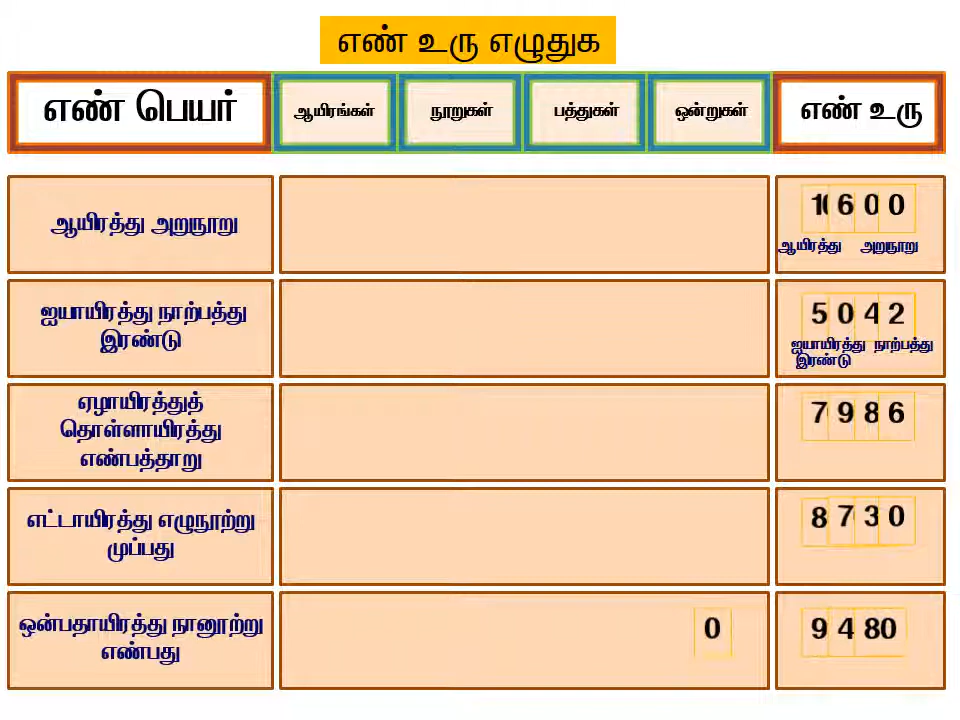 எண் உரு எழுதுக
எண் பெயர் ஆயிரங்கள் நூறுகள் பத்துகள் ஒன்றுகள் எண் உரு
ஆயிரத்து அறுநூறு
1600
ஆயிரத்து அறுநூறு
ஐயாயிரத்து நாற்பத்து
இரண்டு
5042
ஐயாயிரத்து நாற்பத்து
இரண்டு
ஏழாயிரத்துத்
தொள்ளாயிரத்து
எண்பத்தாறு
7986
எட்டாயிரத்து எழுநூற்று
முப்பது
8730
ஒன்பதாயிரத்து நானூற்று
எண்பது
0
9480